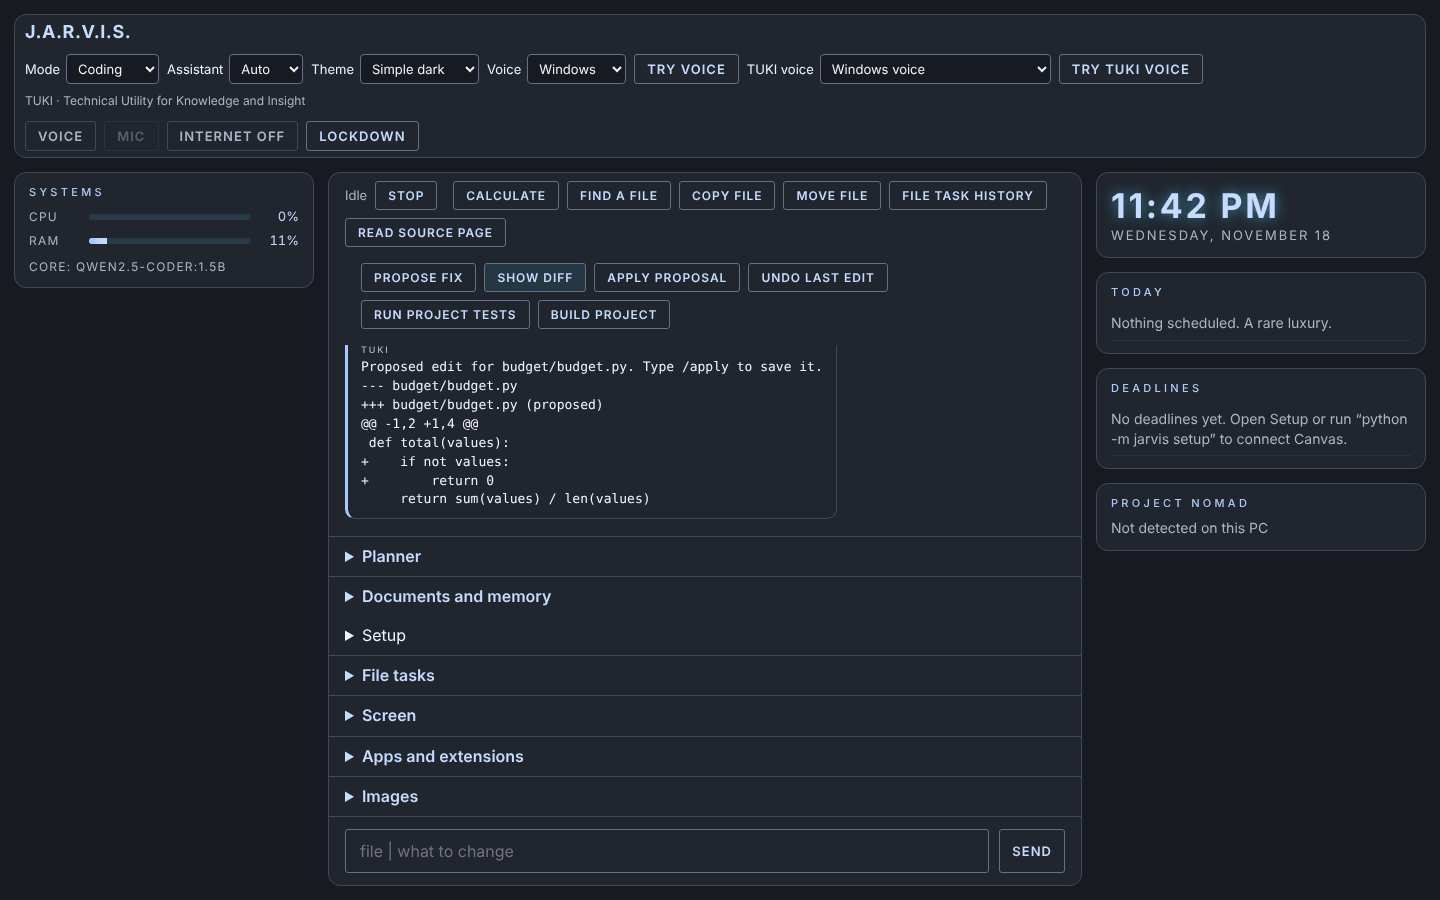 J.A.R.V.I.S.
Mode Coding Assistant Auto Theme Simple dark Voice Windows TRY VOICE TUKI voice Windows voice TRY TUKI VOICE
TUKI · Technical Utility for Knowledge and Insight
VOICE MIC INTERNET OFF LOCKDOWN
SYSTEMS
CPU 0%
RAM 11%
CORE: QWEN2.5-CODER:1.5B
Idle STOP CALCULATE FIND A FILE COPY FILE MOVE FILE FILE TASK HISTORY
READ SOURCE PAGE
PROPOSE FIX SHOW DIFF APPLY PROPOSAL UNDO LAST EDIT
RUN PROJECT TESTS BUILD PROJECT
TUKI
Proposed edit for budget/budget.py. Type /apply to save it.
--- budget/budget.py
+++ budget/budget.py (proposed)
@@ -1,2 +1,4 @@
 def total(values):
+    if not values:
+        return 0
     return sum(values) / len(values)
Planner
Documents and memory
Setup
File tasks
Screen
Apps and extensions
Images
file | what to change SEND
11:42 PM
WEDNESDAY, NOVEMBER 18
TODAY
Nothing scheduled. A rare luxury.
DEADLINES
No deadlines yet. Open Setup or run “python
-m jarvis setup” to connect Canvas.
PROJECT NOMAD
Not detected on this PC